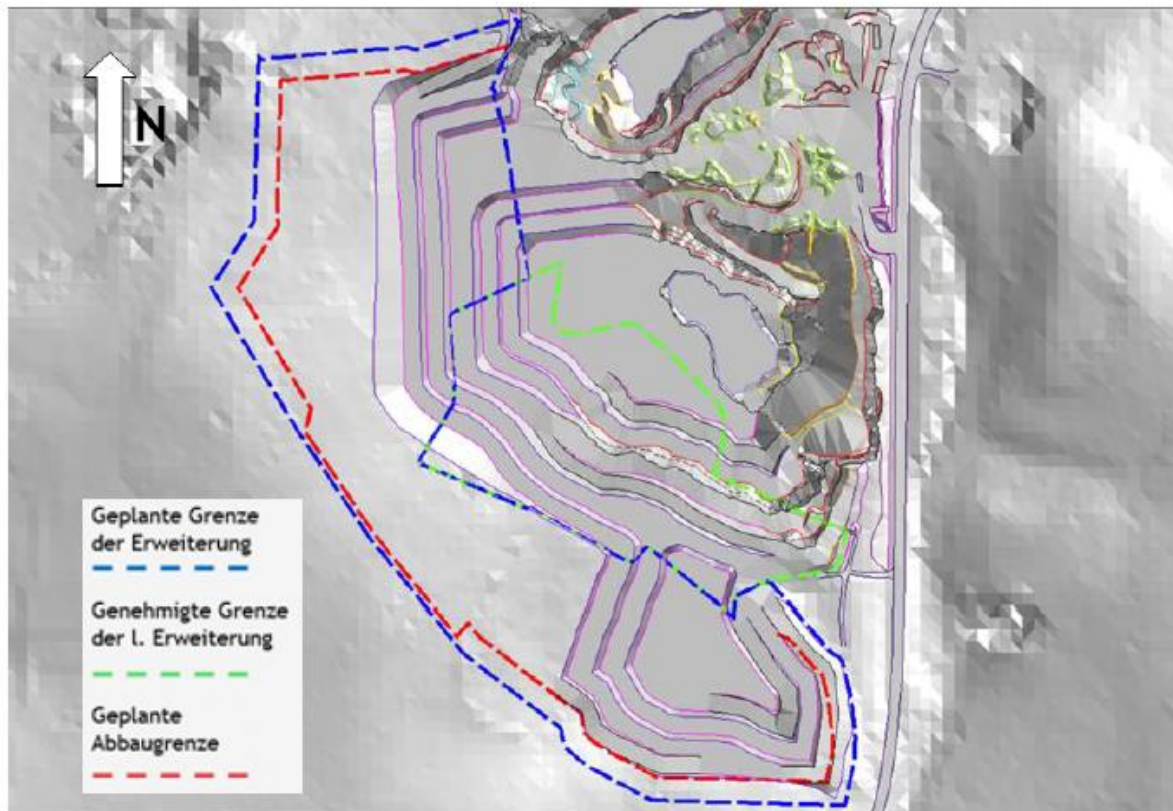 N
Geplante Grenze
der Erweiterung
Genehmigte Grenze
der l. Erweiterung
Geplante
Abbaugrenze